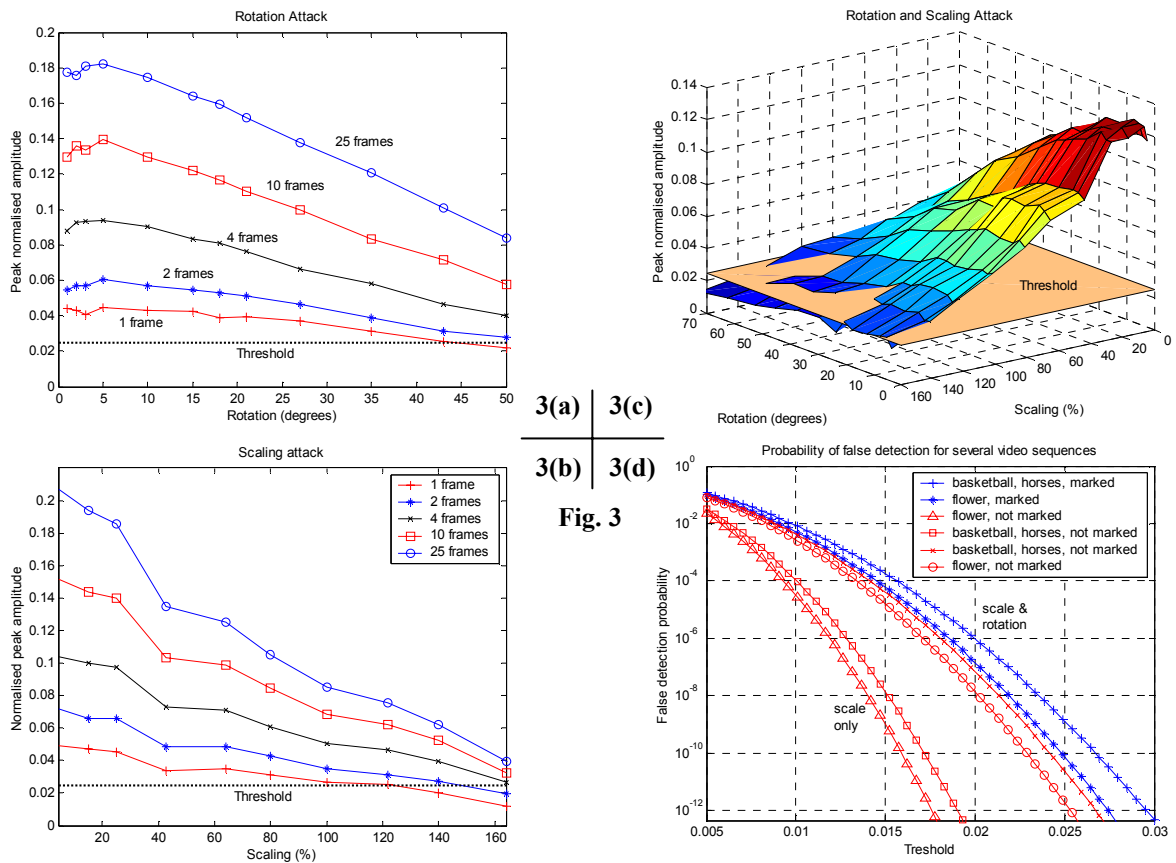 Rotation Attack
0.2
0.18
0.16
0.14
0.12
0.1
0.08
0.06
0.04
0.02
0
Peak normalised amplitude
25 frames
10 frames
4 frames
2 frames
1 frame
Threshold
0 5 10 15 20 25 30 35 40 45 50
Rotation (degrees)
Rotation and Scaling Attack
0.14
0.12
0.1
0.08
0.06
0.04
0.02
0
Peak normalised amplitude
Threshold
70 60 50 40 30 20 10 0
160 140 120 100 80 60 40 20 0
Rotation (degrees)
Scaling (%)
3(a) 3(c)
3(b) 3(d)
Fig. 3
Scaling attack
0.2
0.18
0.16
0.14
0.12
0.1
0.08
0.06
0.04
0.02
0
Normalised peak amplitude
1 frame
2 frames
4 frames
10 frames
25 frames
Threshold
20 40 60 80 100 120 140 160
Scaling (%)
Probability of false detection for several video sequences
10^0
10^-2
10^-4
10^-6
10^-8
10^-10
10^-12
False detection probability
basketball, horses, marked
flower, marked
flower, not marked
basketball, horses, not marked
basketball, horses, not marked
flower, not marked
scale &
rotation
scale
only
0.005 0.01 0.015 0.02 0.025 0.03
Treshold